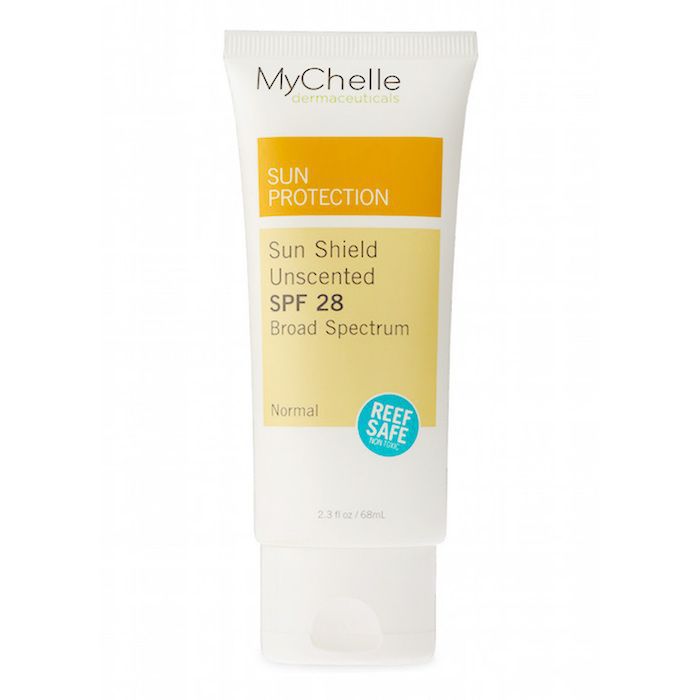 MyChelle
dermaceuticals
SUN
PROTECTION
Sun Shield
Unscented
SPF 28
Broad Spectrum
Normal
REEF
SAFE
NON TOXIC
2.3 fl oz / 68mL